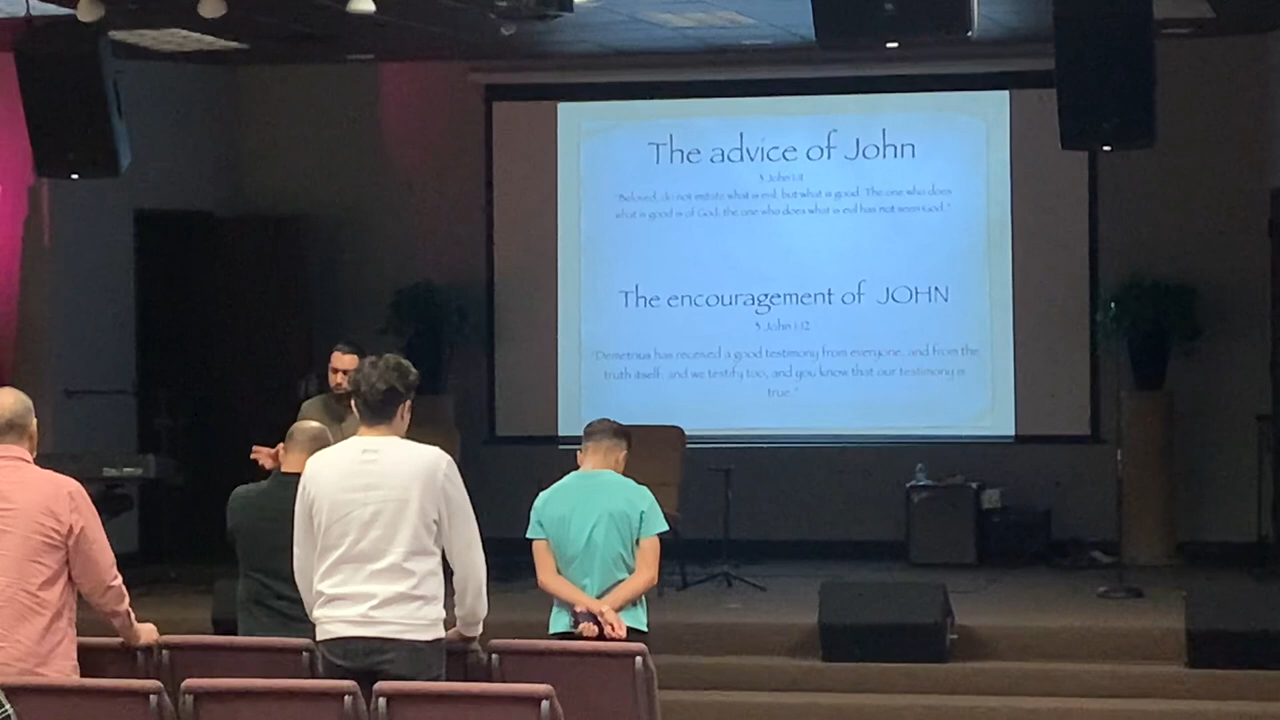 The advice of John
3 John 1:11
"Beloved, do not imitate what is evil, but what is good. The one who does
what is good is of God; the one who does what is evil has not seen God."
The encouragement of JOHN
3 John 1:12
"Demetrius has received a good testimony from everyone, and from the
truth itself; and we testify too, and you know that our testimony is
true."